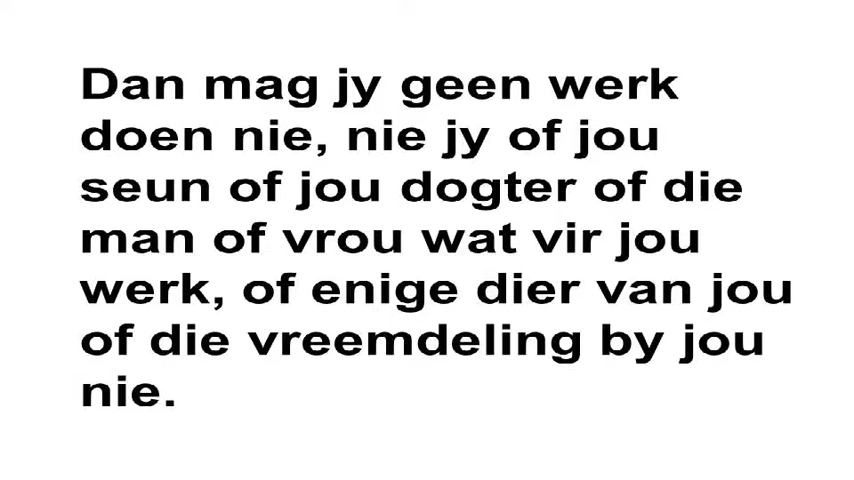 Dan mag jy geen werk
doen nie, nie jy of jou
seun of jou dogter of die
man of vrou wat vir jou
werk, of enige dier van jou
of die vreemdeling by jou
nie.